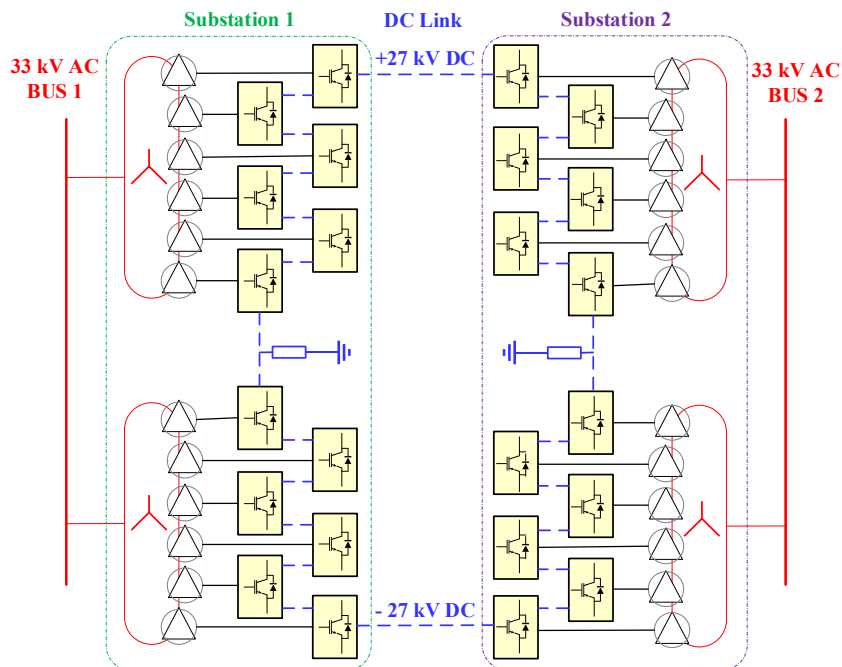 Substation 1
DC Link
Substation 2
33 kV AC
BUS 1
+27 kV DC
33 kV AC
BUS 2
- 27 kV DC